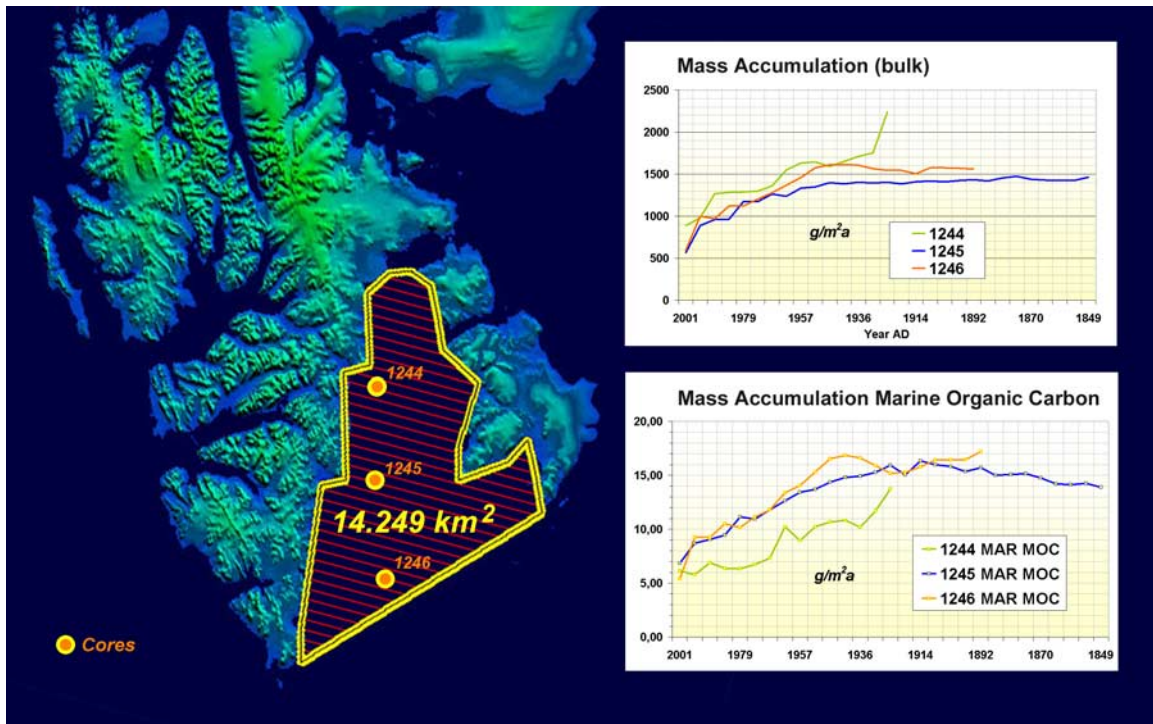 1244
1245
14.249 km²
1246
Cores
Mass Accumulation (bulk)
2500
2000
1500
1000
500
0
g/m²a
1244
1245
1246
2001 1979 1957 1936 1914 1892 1870 1849
Year AD
Mass Accumulation Marine Organic Carbon
20,00
15,00
10,00
5,00
0,00
g/m²a
1244 MAR MOC
1245 MAR MOC
1246 MAR MOC
2001 1979 1957 1936 1914 1892 1870 1849